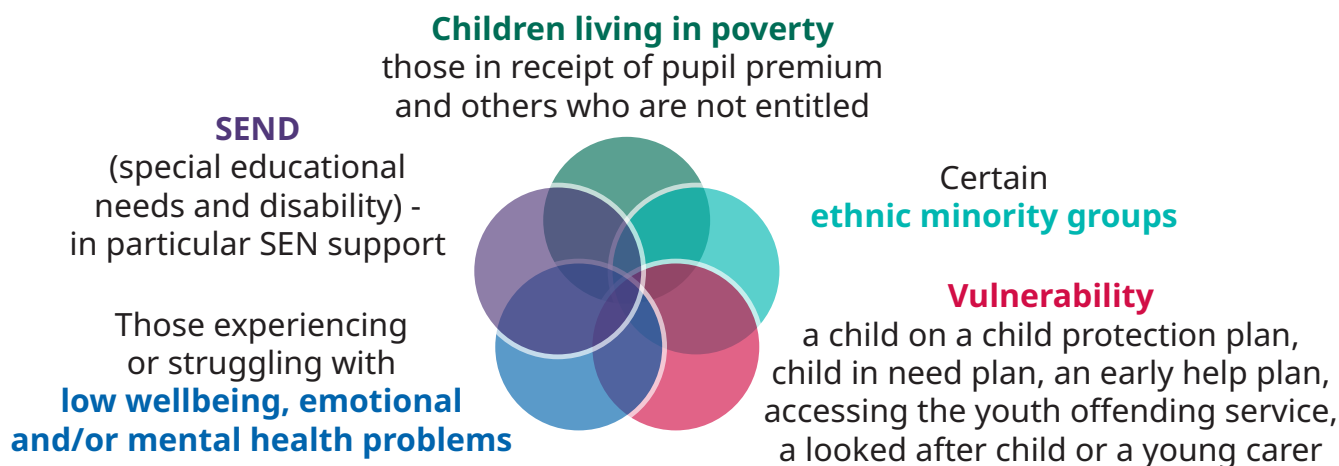 Children living in poverty
those in receipt of pupil premium
and others who are not entitled
SEND
(special educational
needs and disability) -
in particular SEN support
Certain
ethnic minority groups
Vulnerability
a child on a child protection plan,
child in need plan, an early help plan,
accessing the youth offending service,
a looked after child or a young carer
Those experiencing
or struggling with
low wellbeing, emotional
and/or mental health problems